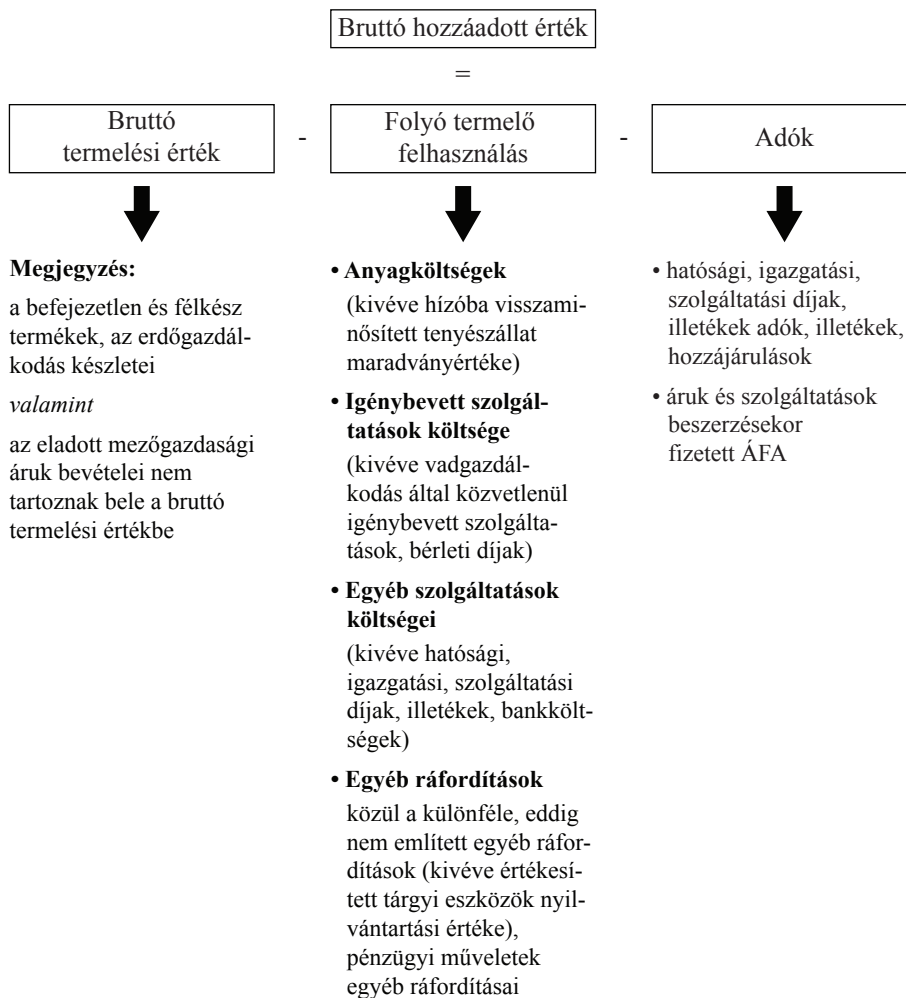 Bruttó hozzáadott érték
=
Bruttó
termelési érték
-
Folyó termelő
felhasználás
-
Adók
Megjegyzés:
a befejezetlen és félkész
termékek, az erdőgazdál-
kodás készletei
valamint
az eladott mezőgazdasági
áruk bevételei nem
tartoznak bele a bruttó
termelési értékbe
• Anyagköltségek
(kivéve hízóba visszami-
nősített tenyészállat
maradványértéke)
• Igénybevett szolgál-
tatások költsége
(kivéve vadgazdál-
kodás által közvetlenül
igénybevett szolgálta-
tások, bérleti díjak)
• Egyéb szolgáltatások
költségei
(kivéve hatósági,
igazgatási, szolgáltatási
díjak, illetékek, bankkölt-
ségek)
• Egyéb ráfordítások
közül a különféle, eddig
nem említett egyéb ráfor-
dítások (kivéve értékesí-
tett tárgyi eszközök nyil-
vántartási értéke),
pénzügyi műveletek
egyéb ráfordításai
• hatósági, igazgatási,
szolgáltatási díjak,
illetékek adók, illetékek,
hozzájárulások
• áruk és szolgáltatások
beszerzésekor
fizetett ÁFA